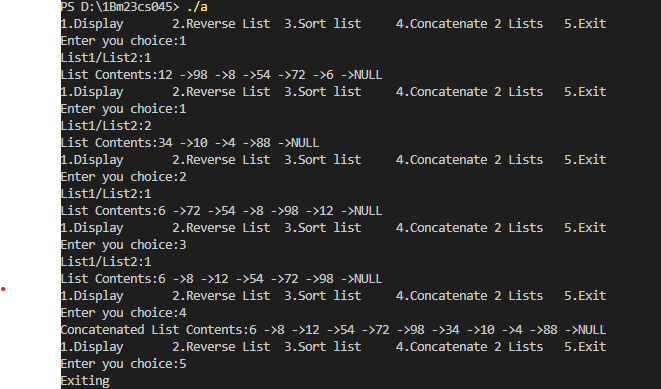 PS D:\1Bm23cs045> ./a
1.Display 2.Reverse List 3.Sort list 4.Concatenate 2 Lists 5.Exit
Enter you choice:1
List1/List2:1
List Contents:12 ->98 ->8 ->54 ->72 ->6 ->NULL
1.Display 2.Reverse List 3.Sort list 4.Concatenate 2 Lists 5.Exit
Enter you choice:1
List1/List2:2
List Contents:34 ->10 ->4 ->88 ->NULL
1.Display 2.Reverse List 3.Sort list 4.Concatenate 2 Lists 5.Exit
Enter you choice:2
List1/List2:1
List Contents:6 ->72 ->54 ->8 ->98 ->12 ->NULL
1.Display 2.Reverse List 3.Sort list 4.Concatenate 2 Lists 5.Exit
Enter you choice:3
List1/List2:1
List Contents:6 ->8 ->12 ->54 ->72 ->98 ->NULL
1.Display 2.Reverse List 3.Sort list 4.Concatenate 2 Lists 5.Exit
Enter you choice:4
Concatenated List Contents:6 ->8 ->12 ->54 ->72 ->98 ->34 ->10 ->4 ->88 ->NULL
1.Display 2.Reverse List 3.Sort list 4.Concatenate 2 Lists 5.Exit
Enter you choice:5
Exiting